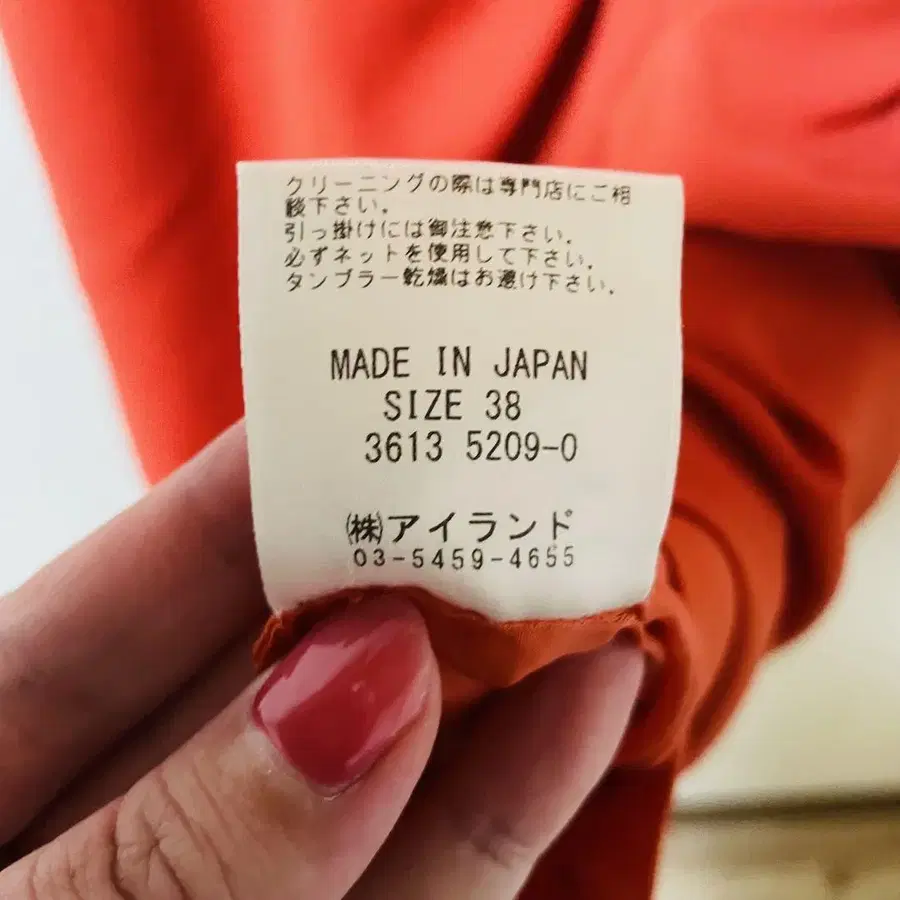 クリーニングの際は専門店にご相
談下さい．
引っ掛けには御注意下さい．
必ずネットを使用して下さい．
タンブラー乾燥はお避け下さい．
MADE IN JAPAN
SIZE 38
3613 5209-0
㈱アイランド
03-5459-4655